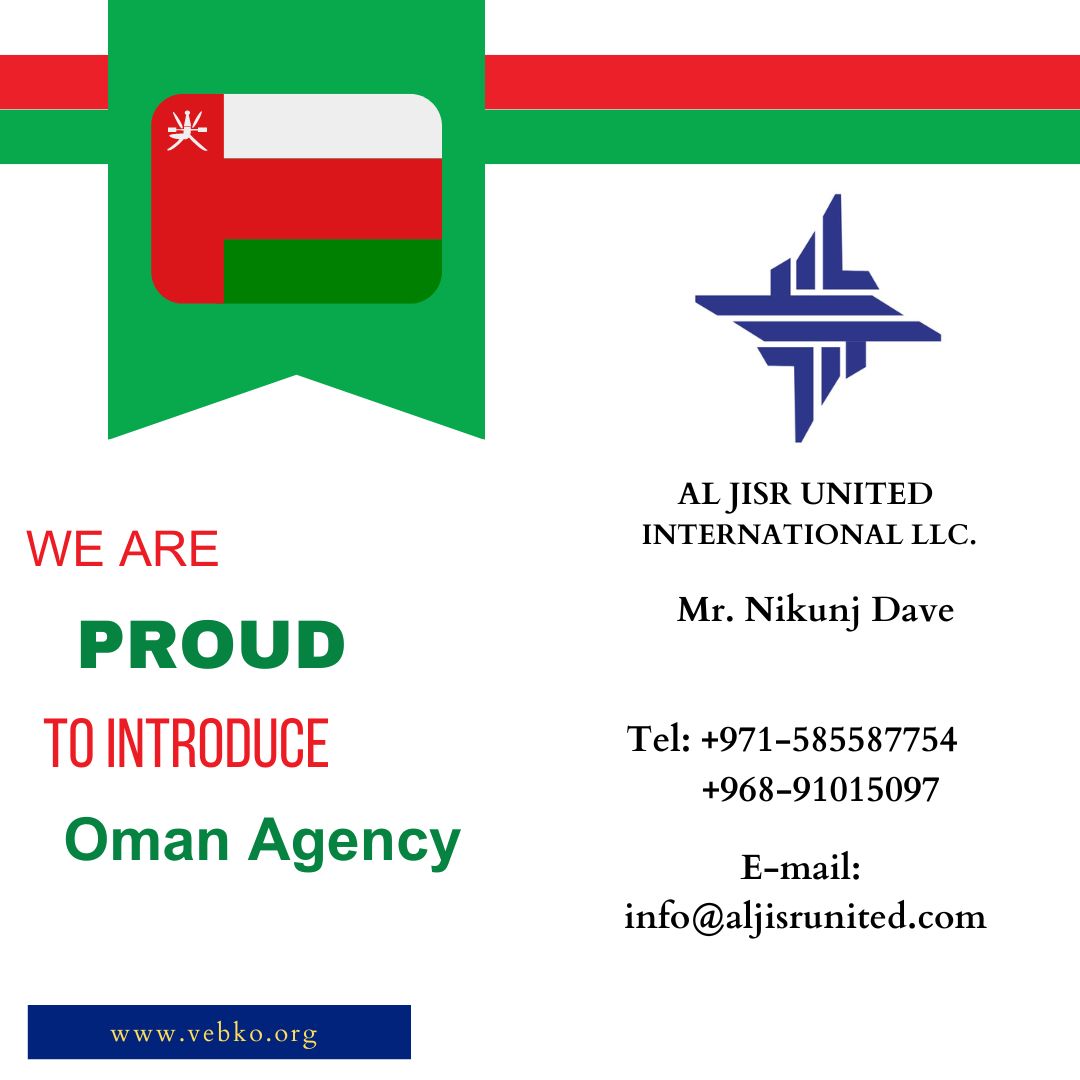 WE ARE
PROUD
TO INTRODUCE
Oman Agency
www.vebko.org
AL JISR UNITED
INTERNATIONAL LLC.
Mr. Nikunj Dave
Tel: +971-585587754
+968-91015097
E-mail:
info@aljisrunited.com